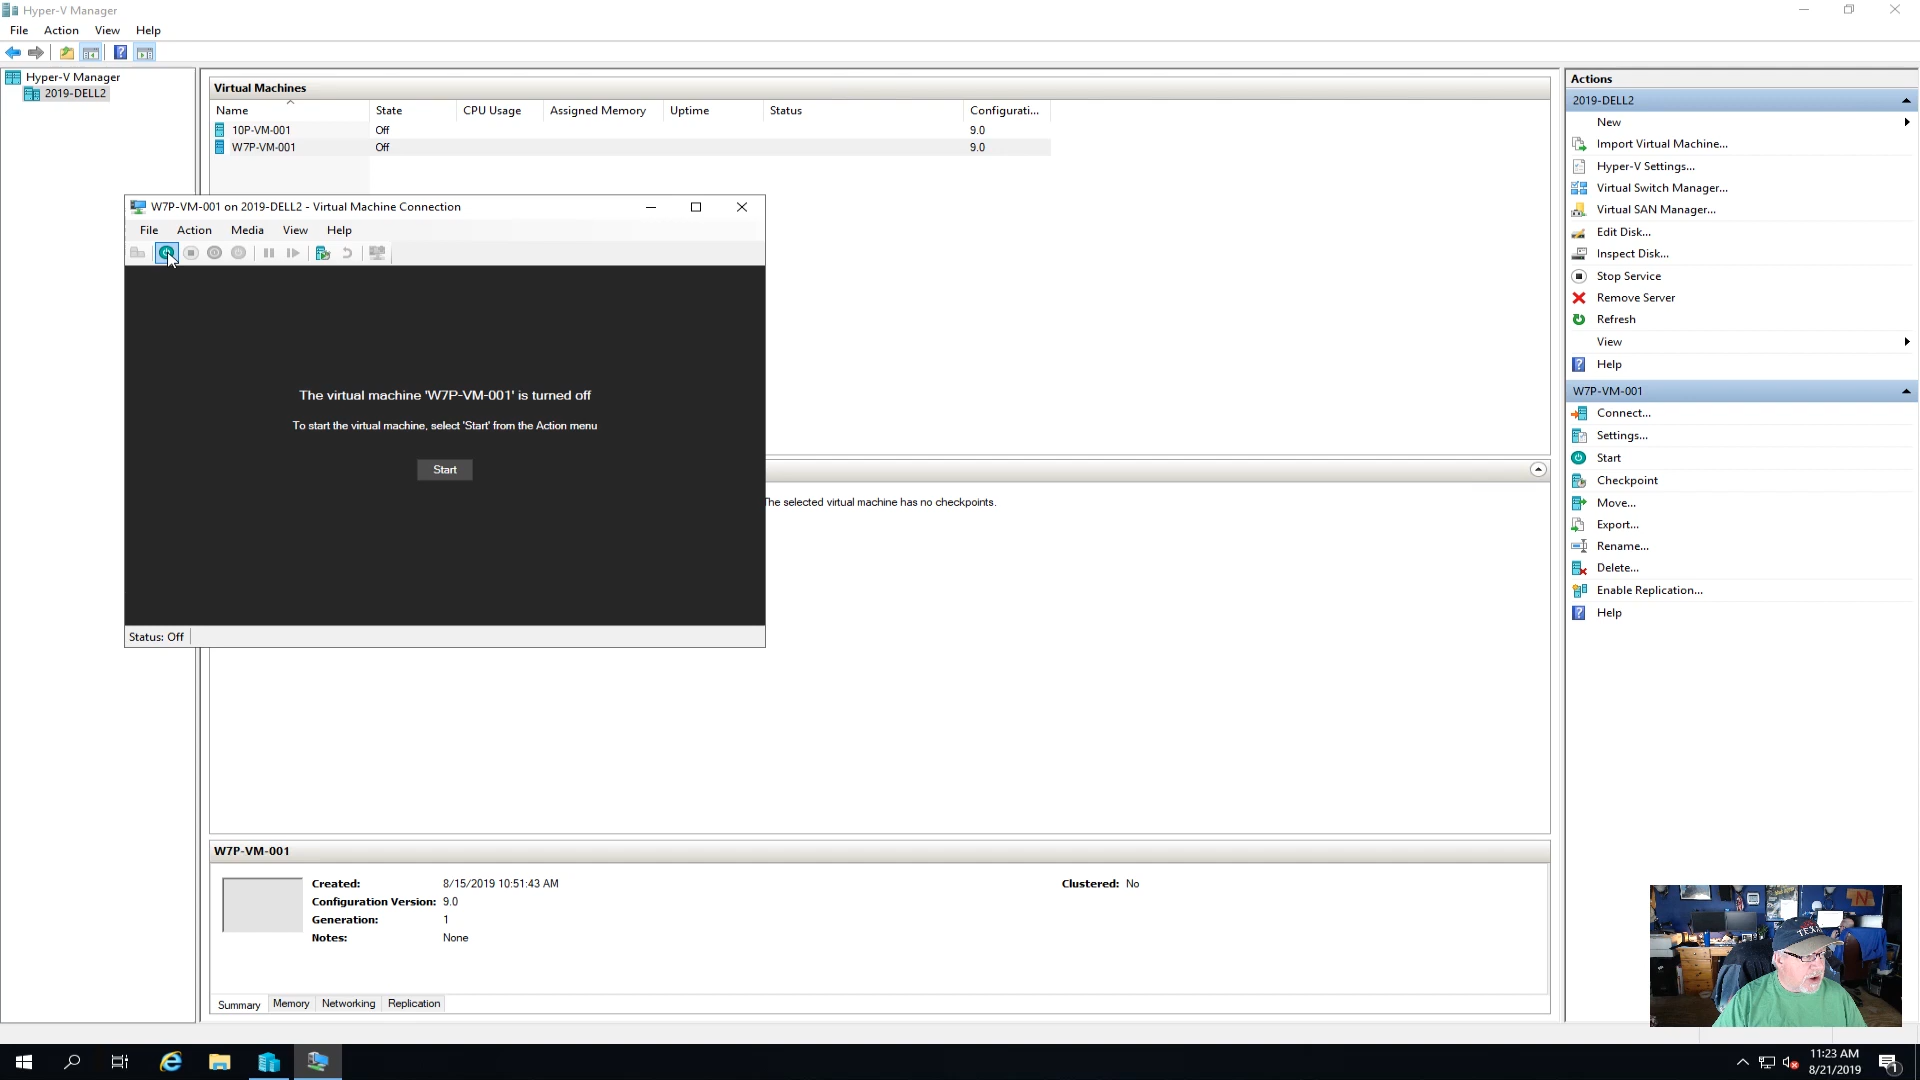 Hyper-V Manager
File Action View Help
Hyper-V Manager
2019-DELL2
Virtual Machines
Name State CPU Usage Assigned Memory Uptime Status Configurati...
10P-VM-001 Off 9.0
W7P-VM-001 Off 9.0
W7P-VM-001 on 2019-DELL2 - Virtual Machine Connection
File Action Media View Help
The virtual machine 'W7P-VM-001' is turned off
To start the virtual machine, select 'Start' from the Action menu
Start
Status: Off
The selected virtual machine has no checkpoints.
W7P-VM-001
Created: 8/15/2019 10:51:43 AM Clustered: No
Configuration Version: 9.0
Generation: 1
Notes: None
Summary Memory Networking Replication
Actions
2019-DELL2
New
Import Virtual Machine...
Hyper-V Settings...
Virtual Switch Manager...
Virtual SAN Manager...
Edit Disk...
Inspect Disk...
Stop Service
Remove Server
Refresh
View
Help
W7P-VM-001
Connect...
Settings...
Start
Checkpoint
Move...
Export...
Rename...
Delete...
Enable Replication...
Help
N
11:23 AM
8/21/2019
1